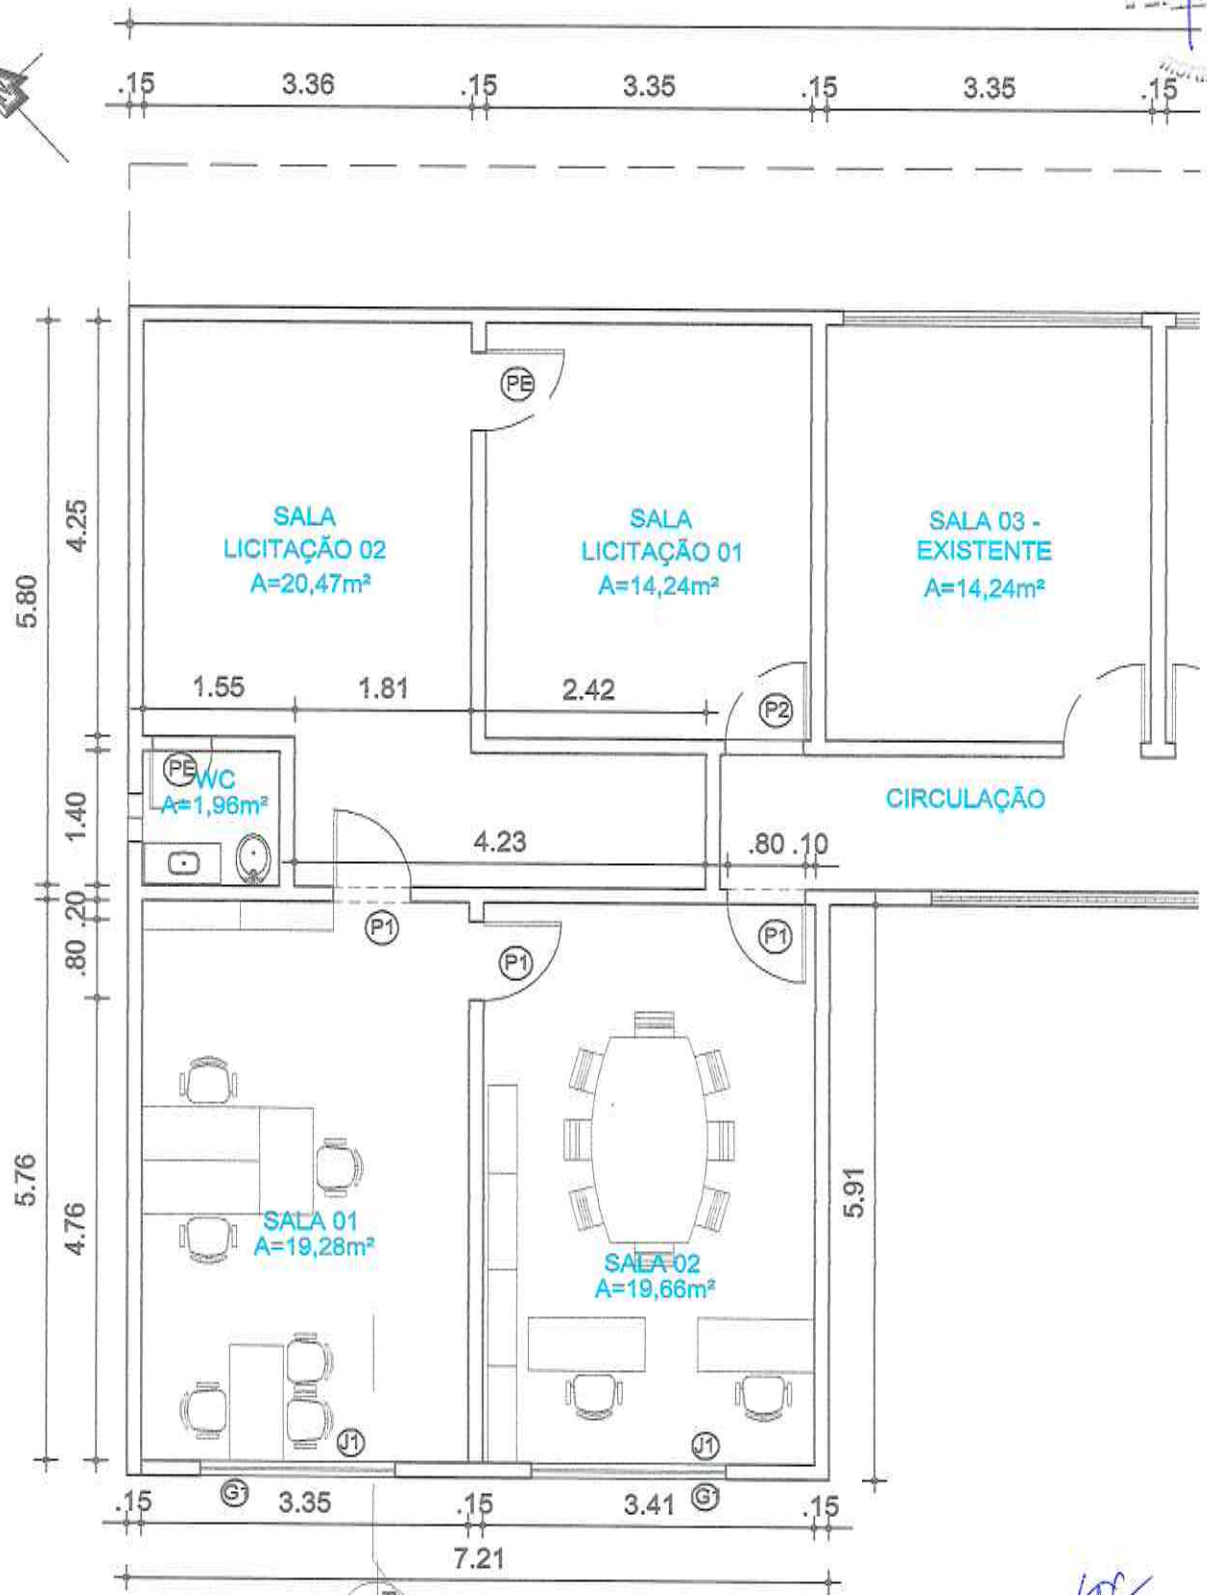 .15 3.36 .15 3.35 .15 3.35 .15
PE
SALA
LICITAÇÃO 02
A=20,47m²
SALA
LICITAÇÃO 01
A=14,24m²
SALA 03 -
EXISTENTE
A=14,24m²
4.25
5.80
1.55 1.81 2.42
P2
PE
WC
A=1,96m²
CIRCULAÇÃO
1.40
4.23 .80 .10
.20
.80
P1
P1
P1
5.76
4.76
5.91
SALA 01
A=19,28m²
SALA 02
A=19,66m²
J1
J1
G1
G1
.15 3.35 .15 3.41 .15
7.21